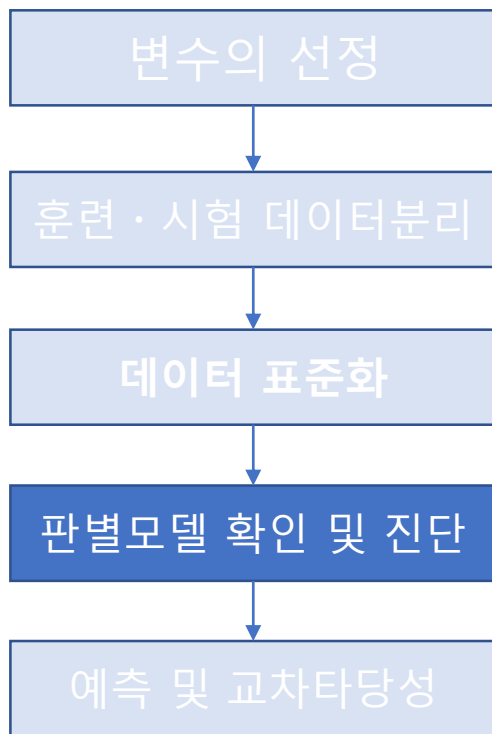 변수의 선정
훈련 · 시험 데이터분리
데이터 표준화
판별모델 확인 및 진단
예측 및 교차타당성